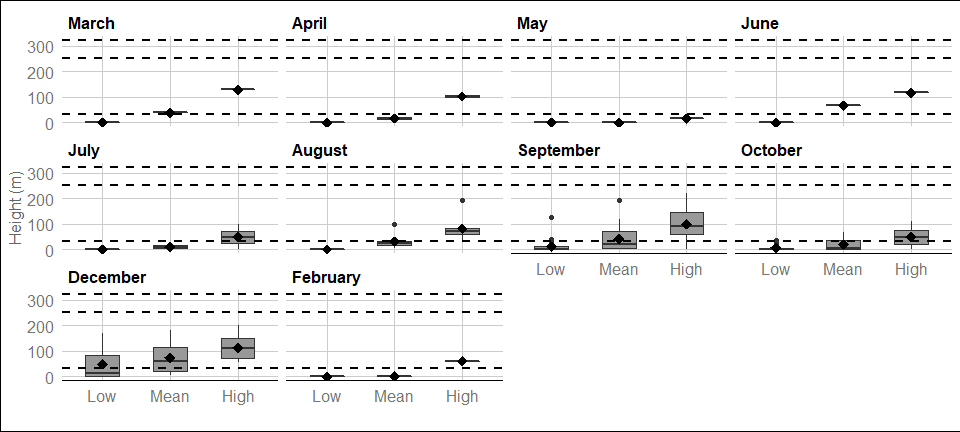 March April May June
300
200
100
0
July August September October
Height (m)
300
200
100
0
Low Mean High Low Mean High
December February
300
200
100
0
Low Mean High Low Mean High